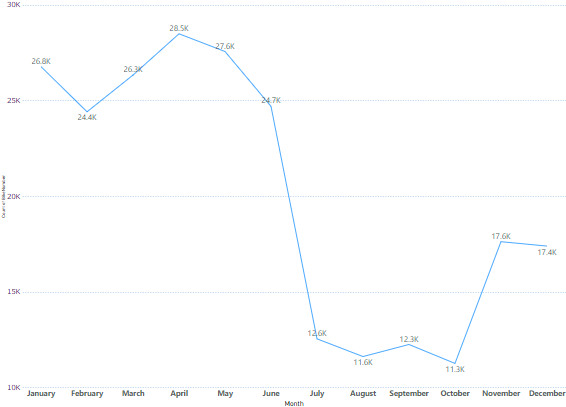 30K
25K
20K
15K
10K
26.8K
24.4K
26.3K
28.5K
27.6K
24.7K
12.6K
11.6K
12.3K
11.3K
17.6K
17.4K
January February March April May June July August September October November December
Month